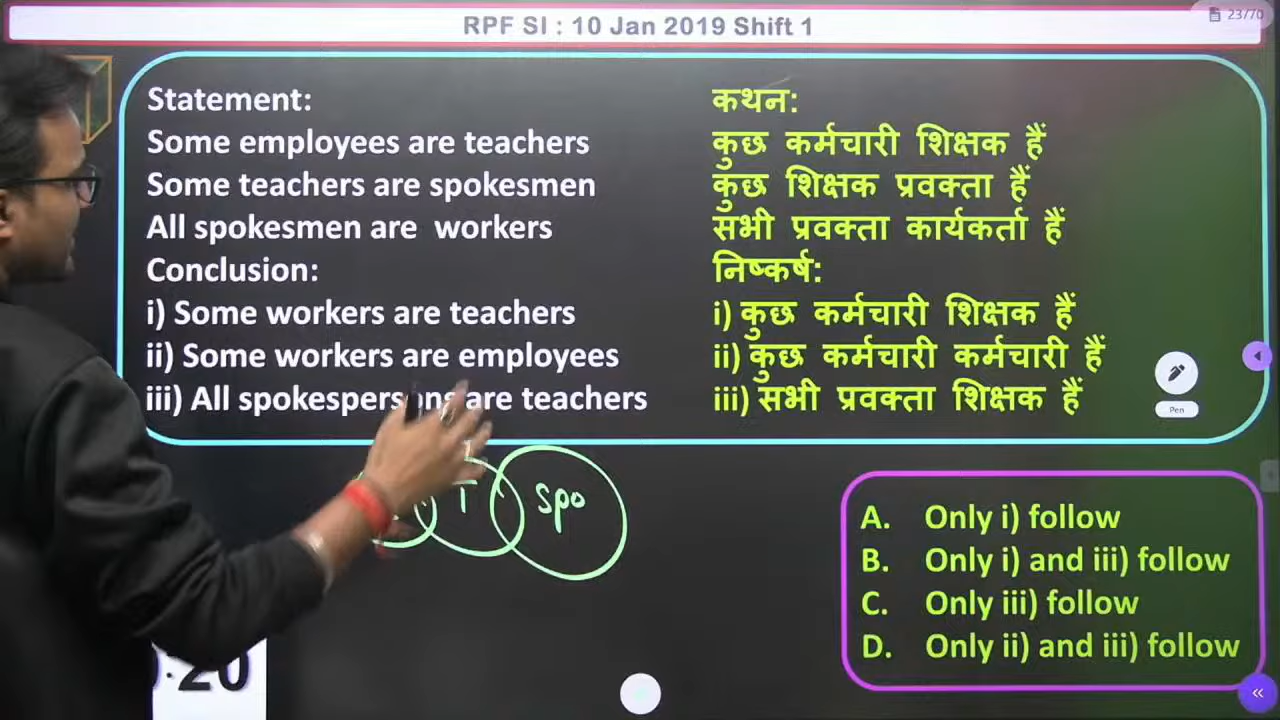 RPF SI : 10 Jan 2019 Shift 1
23/70
Statement:
Some employees are teachers
Some teachers are spokesmen
All spokesmen are workers
Conclusion:
i) Some workers are teachers
ii) Some workers are employees
iii) All spokespersons are teachers
कथन:
कुछ कर्मचारी शिक्षक हैं
कुछ शिक्षक प्रवक्ता हैं
सभी प्रवक्ता कार्यकर्ता हैं
निष्कर्ष:
i) कुछ कर्मचारी शिक्षक हैं
ii) कुछ कर्मचारी कर्मचारी हैं
iii) सभी प्रवक्ता शिक्षक हैं
Pen
T
Spo
A. Only i) follow
B. Only i) and iii) follow
C. Only iii) follow
D. Only ii) and iii) follow
20